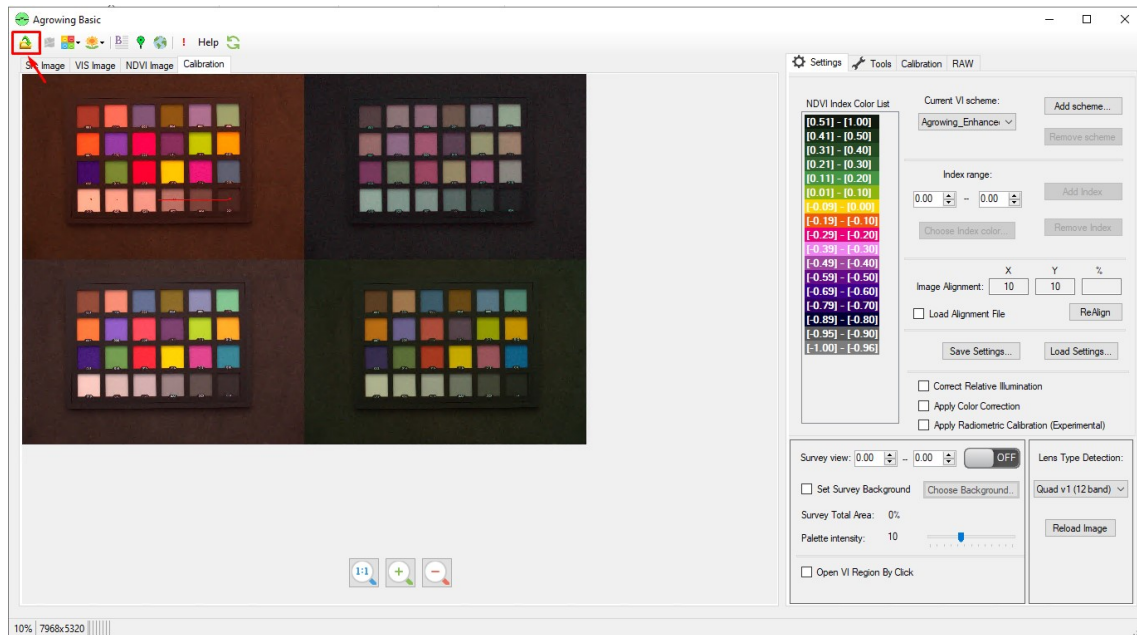 Agrowing Basic
Help
Src Image VIS Image NDVI Image Calibration
Settings Tools Calibration RAW
NDVI Index Color List
[0.51] - [1.00]
[0.41] - [0.50]
[0.31] - [0.40]
[0.21] - [0.30]
[0.11] - [0.20]
[0.01] - [0.10]
[-0.09] - [0.00]
[-0.19] - [-0.10]
[-0.29] - [-0.20]
[-0.39] - [-0.30]
[-0.49] - [-0.40]
[-0.59] - [-0.50]
[-0.69] - [-0.60]
[-0.79] - [-0.70]
[-0.89] - [-0.80]
[-0.95] - [-0.90]
[-1.00] - [-0.96]
Current VI scheme:
Agrowing_Enhance
Add scheme...
Remove scheme
Index range:
0.00 - 0.00
Add Index
Choose Index color...
Remove Index
X Y %
Image Alignment: 10 10
Load Alignment File
ReAlign
Save Settings... Load Settings...
Correct Relative Illumination
Apply Color Correction
Apply Radiometric Calibration (Experimental)
Survey view: 0.00 - 0.00 OFF
Set Survey Background Choose Background..
Survey Total Area: 0%
Palette intensity: 10
Open VI Region By Click
Lens Type Detection:
Quad v1 (12 band)
Reload Image
1:1
10% 7968x5320